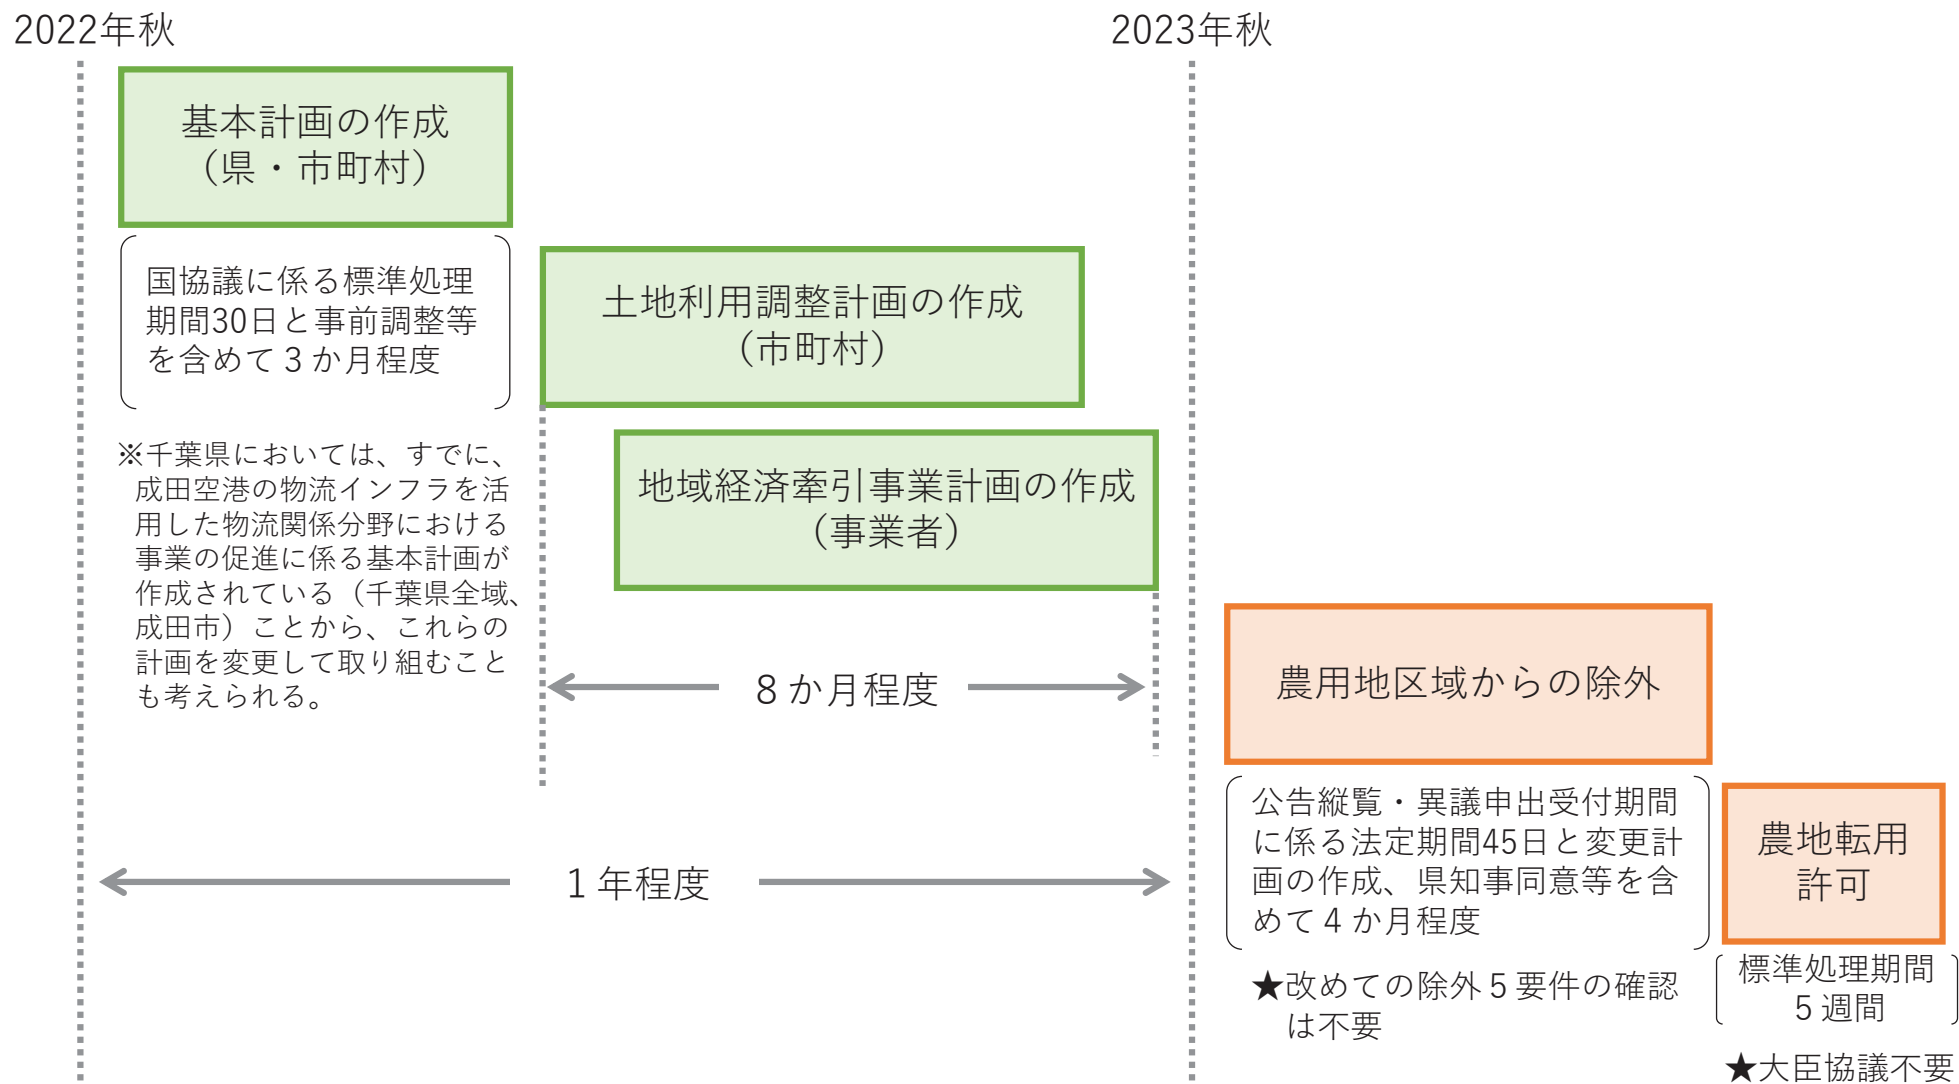 2022年秋
2023年秋
基本計画の作成
（県・市町村）
国協議に係る標準処理
期間30日と事前調整等
を含めて３か月程度
※千葉県においては、すでに、
成田空港の物流インフラを活
用した物流関係分野における
事業の促進に係る基本計画が
作成されている（千葉県全域、
成田市）ことから、これらの
計画を変更して取り組むこと
も考えられる。
土地利用調整計画の作成
（市町村）
地域経済牽引事業計画の作成
（事業者）
８か月程度
１年程度
農用地区域からの除外
公告縦覧・異議申出受付期間
に係る法定期間45日と変更計
画の作成、県知事同意等を含
めて４か月程度
★改めての除外５要件の確認
は不要
農地転用
許可
標準処理期間
５週間
★大臣協議不要